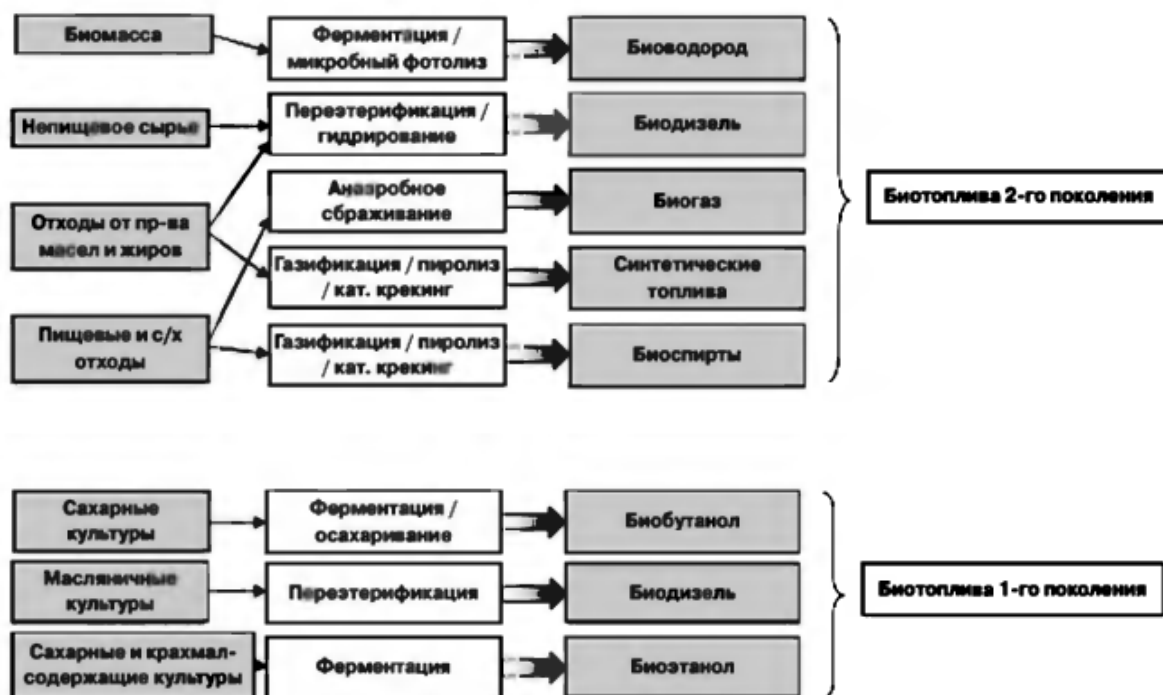 Биомасса
Ферментация /
микробный фотолиз
Биоводород
Непищевое сырье
Переэтерификация /
гидрирование
Биодизель
Отходы от пр-ва
масел и жиров
Анаэробное
сбраживание
Биогаз
Газификация / пиролиз
/ кат. крекинг
Синтетические
топлива
Пищевые и с/х
отходы
Газификация / пиролиз
/ кат. крекинг
Биоспирты
Биотоплива 2-го поколения
Сахарные
культуры
Ферментация /
осахаривание
Биобутанол
Масляничные
культуры
Переэтерификация
Биодизель
Сахарные и крахмал-
содержащие культуры
Ферментация
Биоэтанол
Биотоплива 1-го поколения